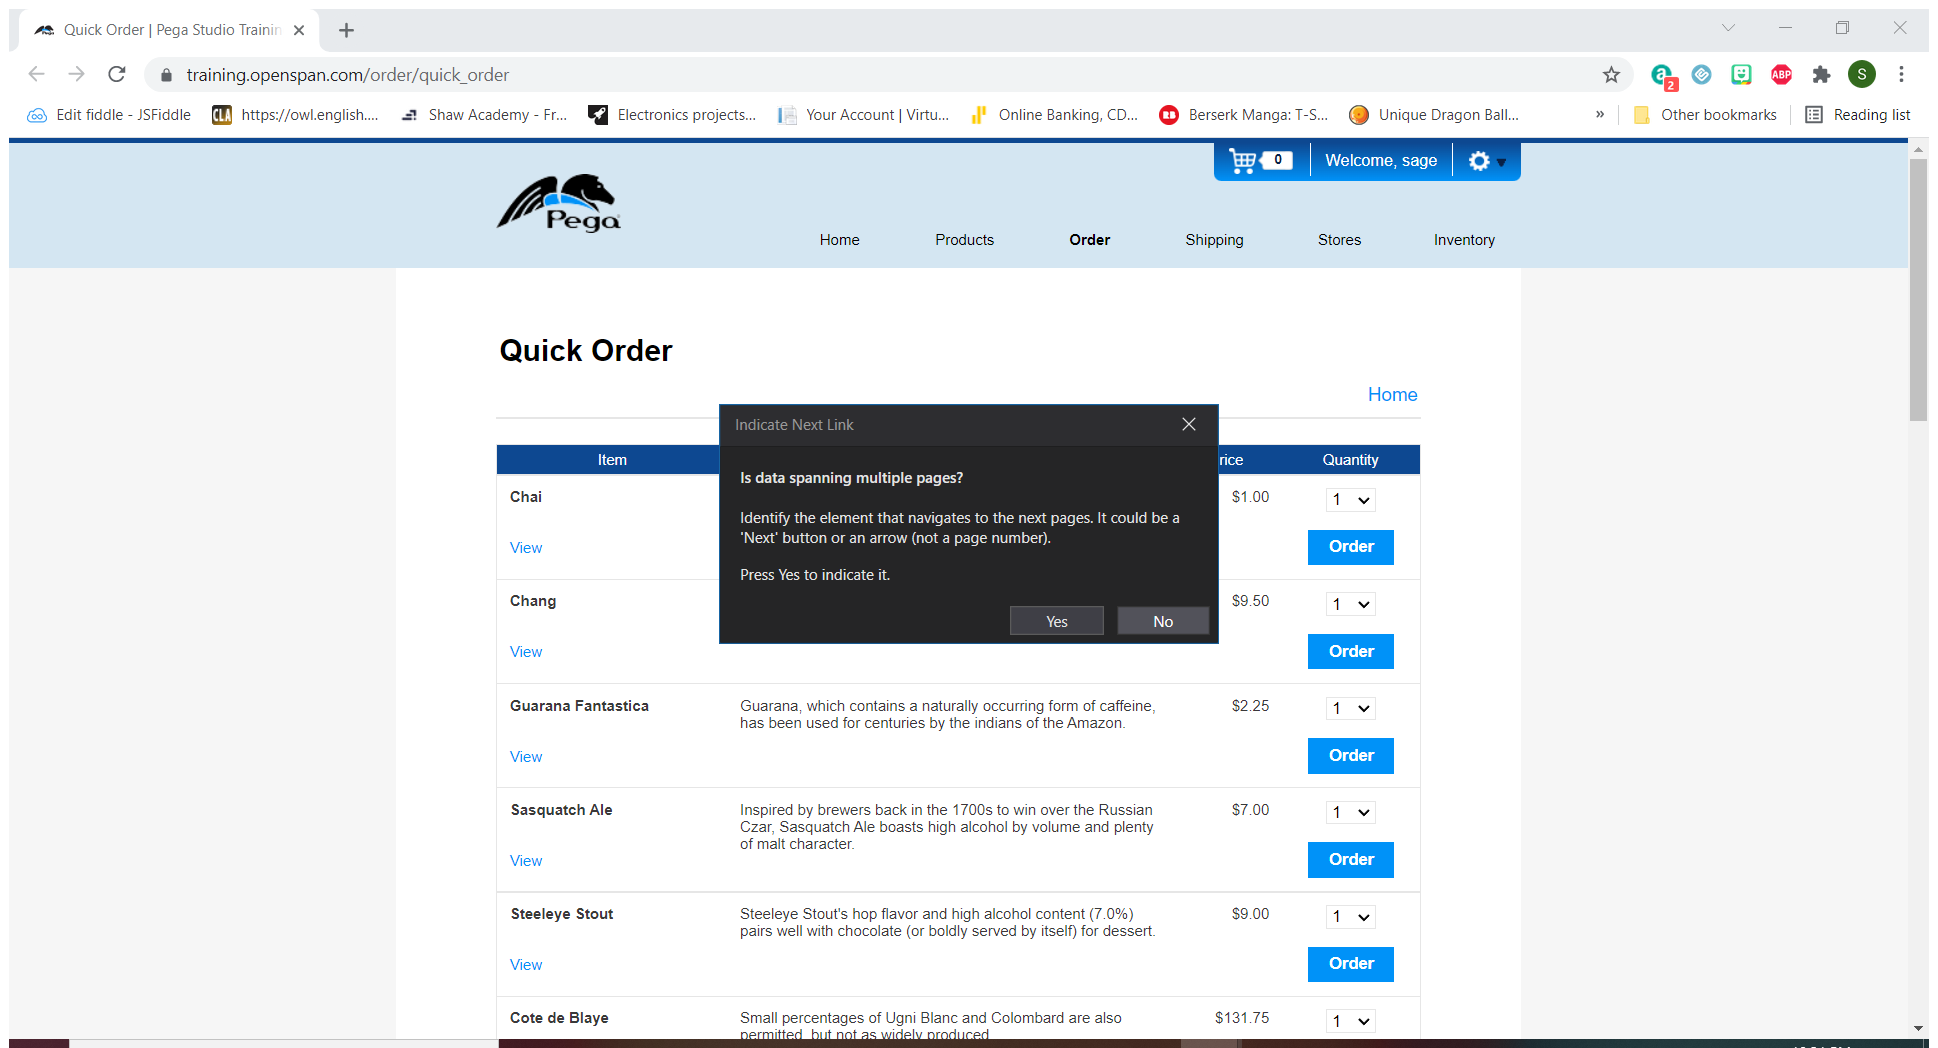 Quick Order | Pega Studio Trainin
training.openspan.com/order/quick_order
2
ABP
S
Edit fiddle - JSFiddle
CLA
https://owl.english....
Shaw Academy - Fr...
Electronics projects...
Your Account | Virtu...
Online Banking, CD...
Berserk Manga: T-S...
Unique Dragon Ball...
»
Other bookmarks
Reading list
0
Welcome, sage
Pega
Home
Products
Order
Shipping
Stores
Inventory
Quick Order
Home
Indicate Next Link
Is data spanning multiple pages?
Identify the element that navigates to the next pages. It could be a
'Next' button or an arrow (not a page number).
Press Yes to indicate it.
Yes
No
Item
rice
Quantity
Chai
$1.00
1
View
Order
Chang
$9.50
1
View
Order
Guarana Fantastica
Guarana, which contains a naturally occurring form of caffeine,
has been used for centuries by the indians of the Amazon.
$2.25
1
View
Order
Sasquatch Ale
Inspired by brewers back in the 1700s to win over the Russian
Czar, Sasquatch Ale boasts high alcohol by volume and plenty
of malt character.
$7.00
1
View
Order
Steeleye Stout
Steeleye Stout's hop flavor and high alcohol content (7.0%)
pairs well with chocolate (or boldly served by itself) for dessert.
$9.00
1
View
Order
Cote de Blaye
Small percentages of Ugni Blanc and Colombard are also
permitted, but not as widely produced
$131.75
1